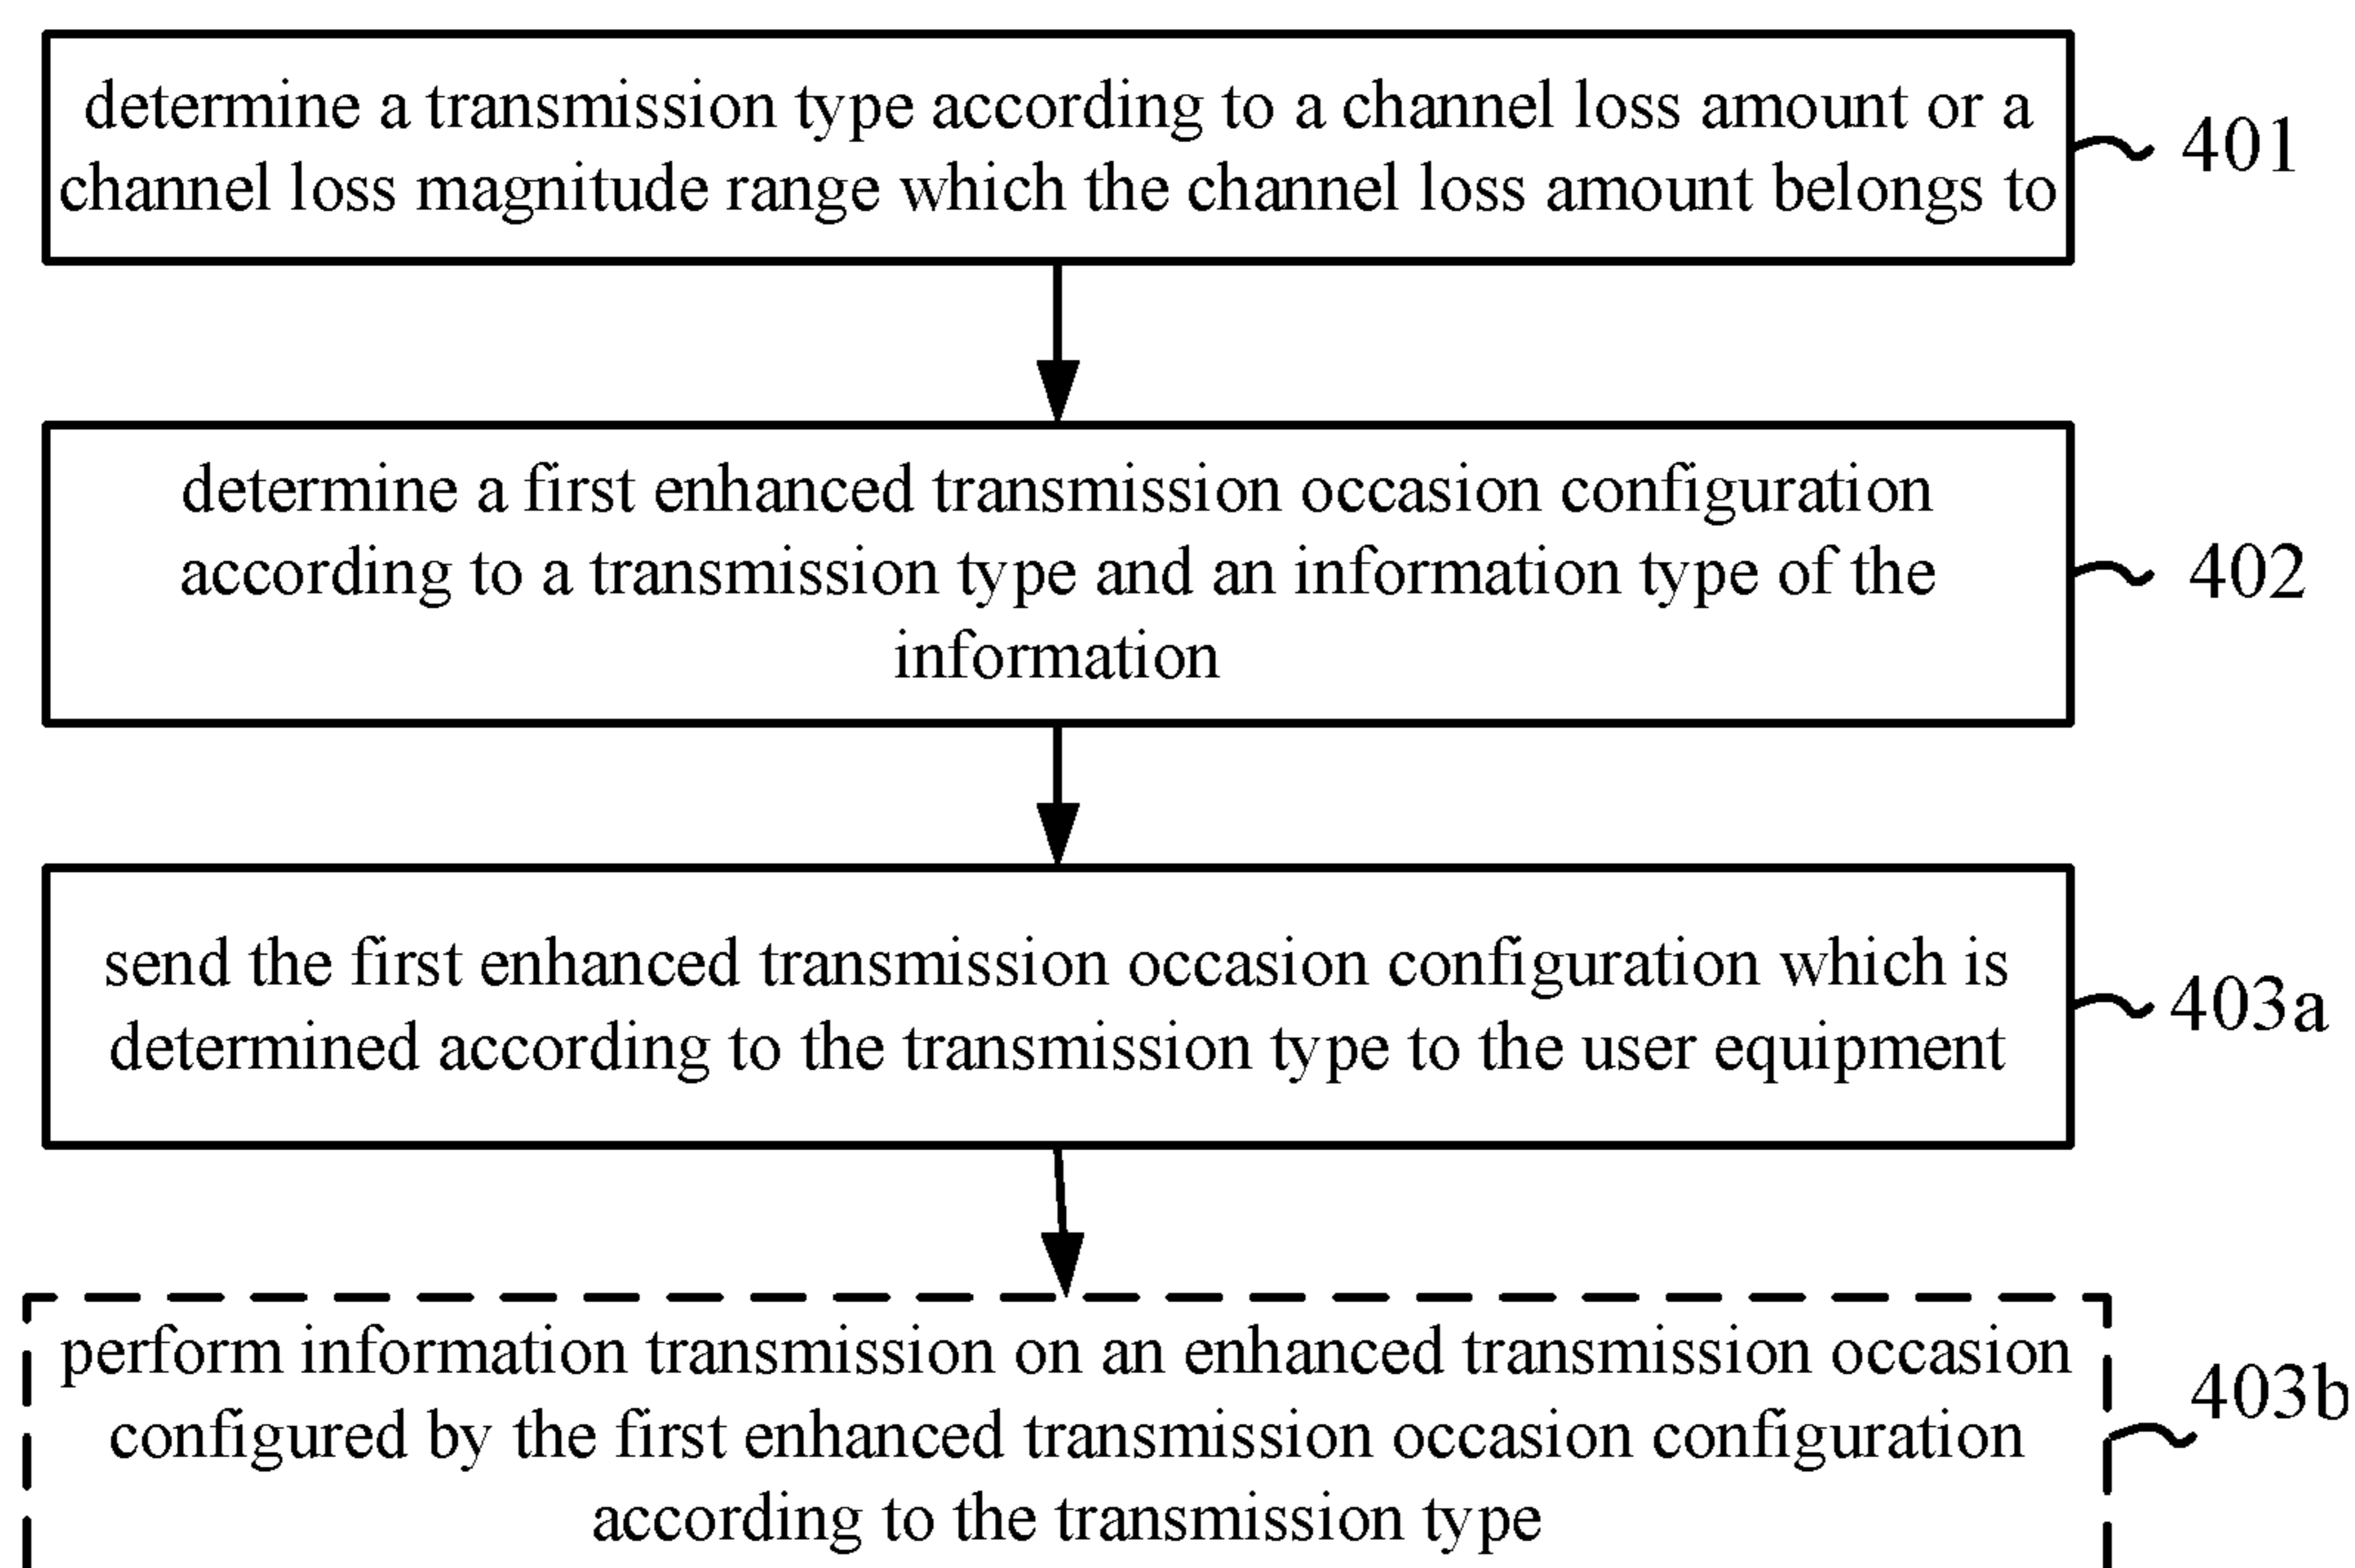 determine a transmission type according to a channel loss amount or a
channel loss magnitude range which the channel loss amount belongs to
401
determine a first enhanced transmission occasion configuration
according to a transmission type and an information type of the
information
402
send the first enhanced transmission occasion configuration which is
determined according to the transmission type to the user equipment
403a
perform information transmission on an enhanced transmission occasion
configured by the first enhanced transmission occasion configuration
according to the transmission type
403b